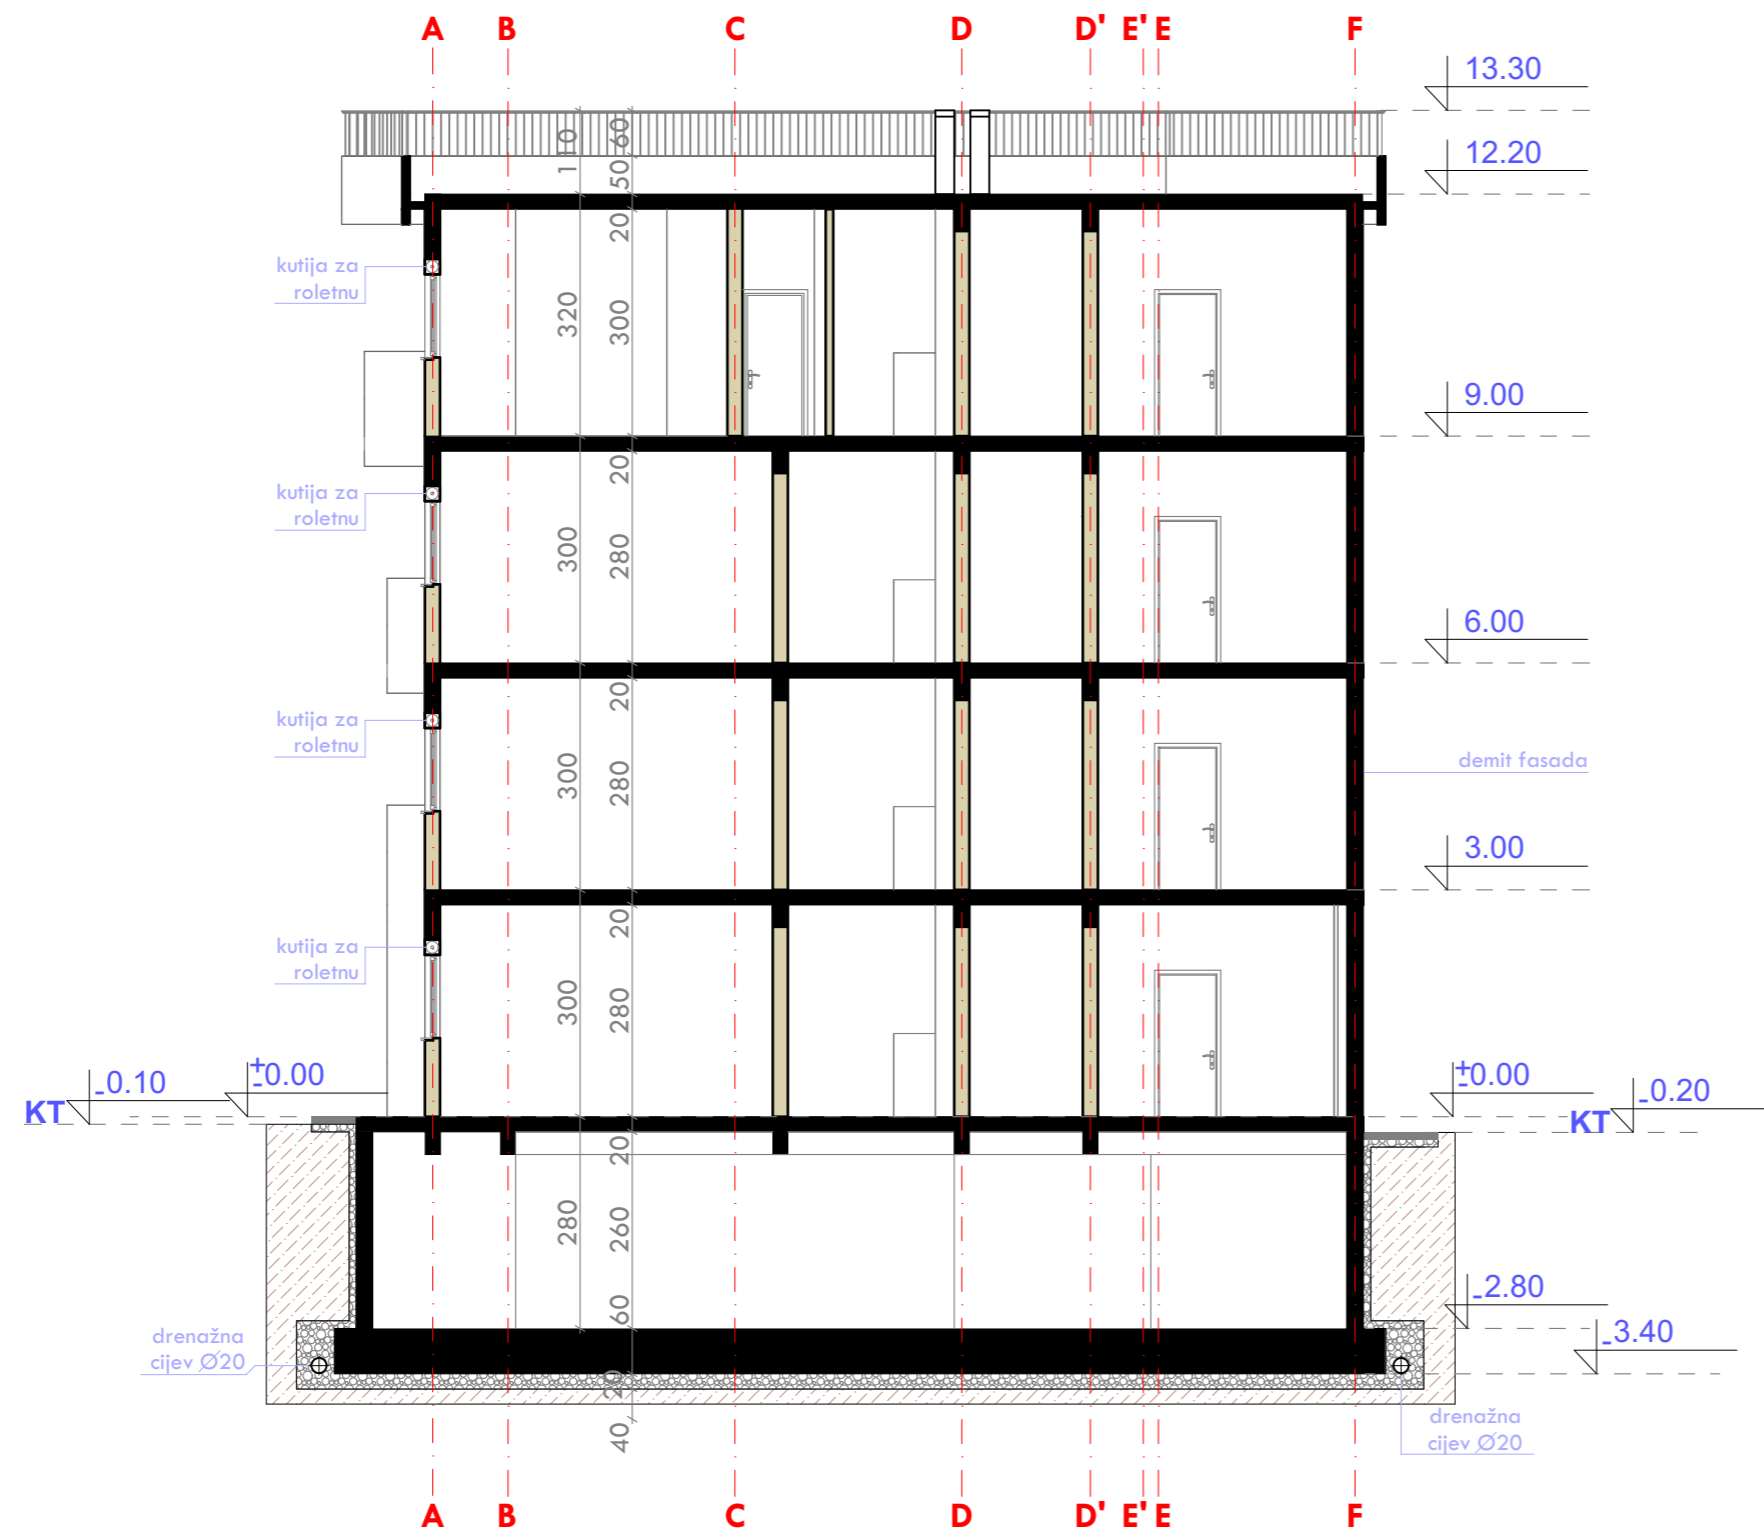 A B C D D' E' E F
13.30
110 60
12.20
50
20
kutija za
roletnu
320 300
9.00
20
kutija za
roletnu
300 280
6.00
20
kutija za
roletnu
300 280
demit fasada
3.00
20
kutija za
roletnu
300 280
KT -0.10 ±0.00
±0.00
KT -0.20
20
280 260
-2.80
60
-3.40
drenažna
cijev Ø20
20
40
drenažna
cijev Ø20
A B C D D' E' E F